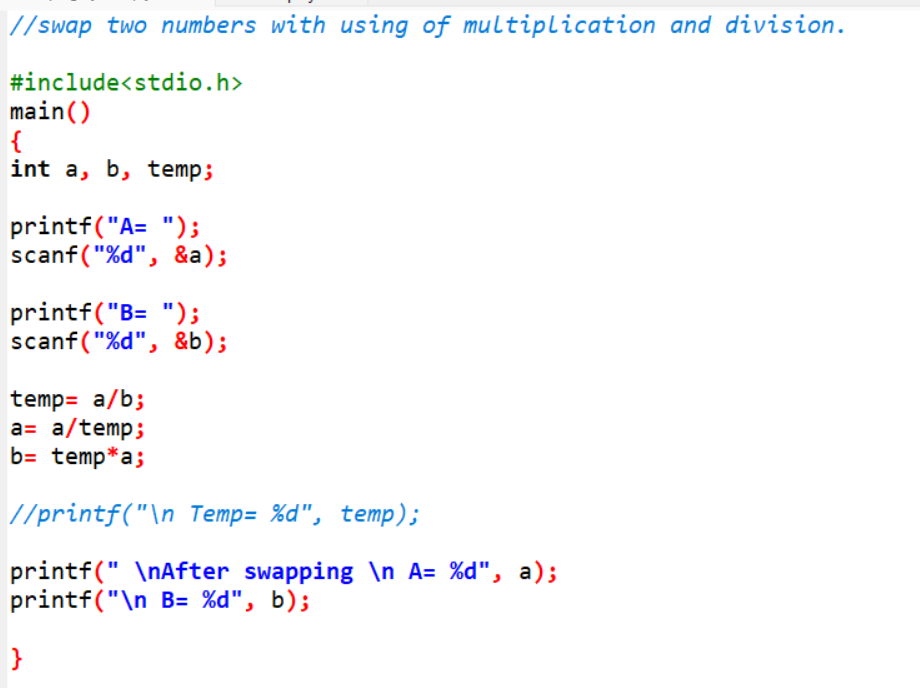 //swap two numbers with using of multiplication and division.
#include<stdio.h>
main()
{
int a, b, temp;
printf("A= ");
scanf("%d", &a);
printf("B= ");
scanf("%d", &b);
temp= a/b;
a= a/temp;
b= temp*a;
//printf("\n Temp= %d", temp);
printf(" \nAfter swapping \n A= %d", a);
printf("\n B= %d", b);
}